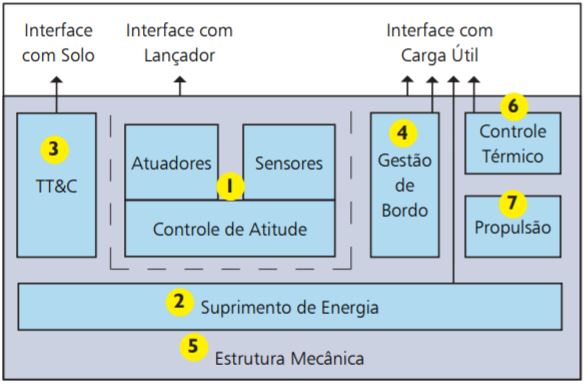 Interface
com Solo
Interface com
Lançador
Interface com
Carga Útil
3
TT&C
Atuadores
Sensores
1
Controle de Atitude
4
Gestão
de
Bordo
6
Controle
Térmico
7
Propulsão
2 Suprimento de Energia
5 Estrutura Mecânica